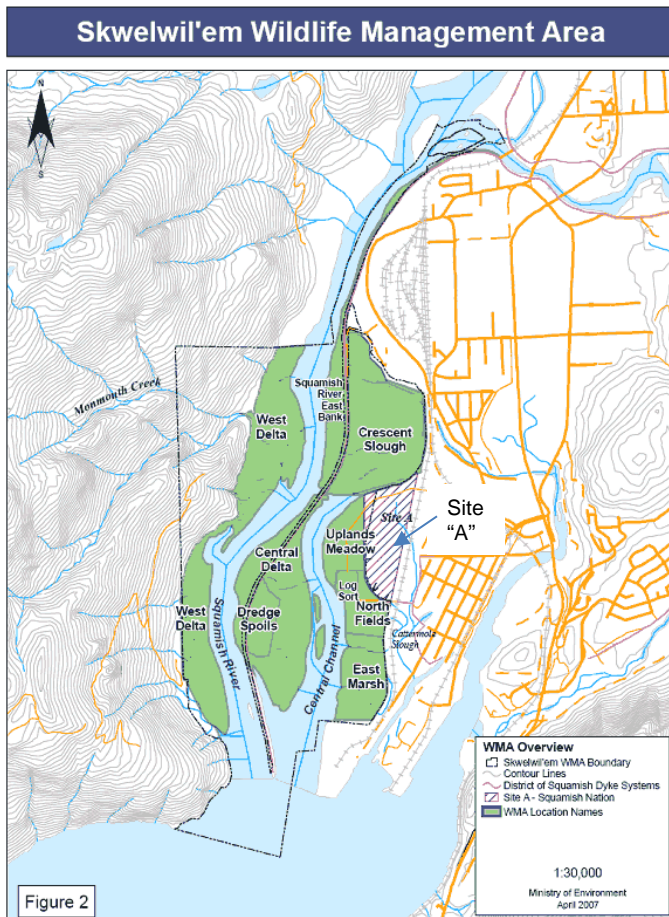 Skwelwil'em Wildlife Management Area
N
S
Monmouth Creek
Squamish
River
East
Bank
West
Delta
Crescent
Slough
Site A
Site
"A"
Uplands
Meadow
Central
Delta
Log
Sort
West
Delta
Dredge
Spoils
North
Fields
Squamish River
Central Channel
Cattermole
Slough
East
Marsh
WMA Overview
Skwelwil'em WMA Boundary
Contour Lines
District of Squamish Dyke Systems
Site A - Squamish Nation
WMA Location Names
1:30,000
Ministry of Environment
April 2007
Figure 2